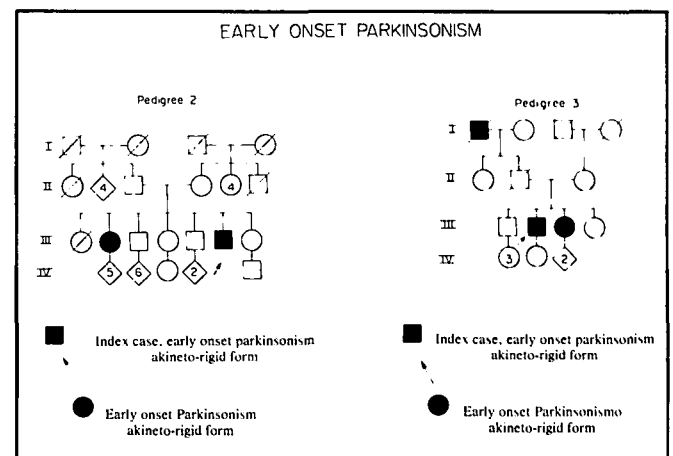 EARLY ONSET PARKINSONISM
Pedigree 2
Pedigree 3
I
II
4
4
III
IV
5
6
2
I
II
III
IV
3
2
Index case, early onset parkinsonism
akineto-rigid form
Early onset Parkinsonism
akineto-rigid form
Index case, early onset parkinsonism
akineto-rigid form
Early onset Parkinsonismo
akineto-rigid form